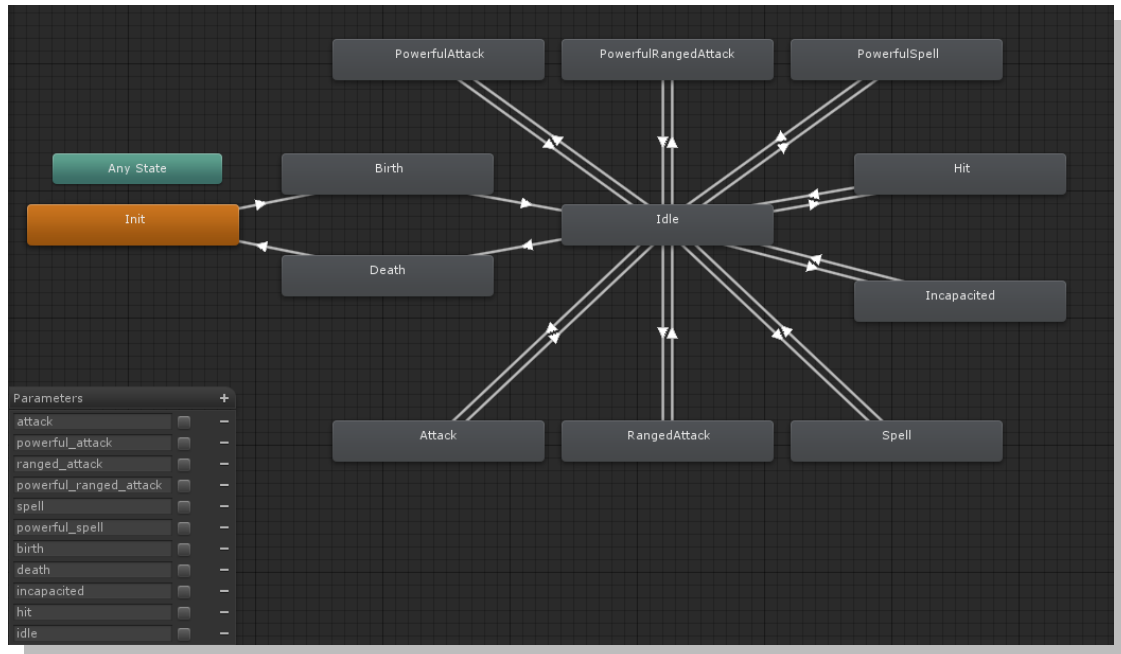 PowerfulAttack
PowerfulRangedAttack
PowerfulSpell
Any State
Birth
Hit
Init
Idle
Death
Incapacited
Attack
RangedAttack
Spell
Parameters +
attack
powerful_attack
ranged_attack
powerful_ranged_attack
spell
powerful_spell
birth
death
incapacited
hit
idle